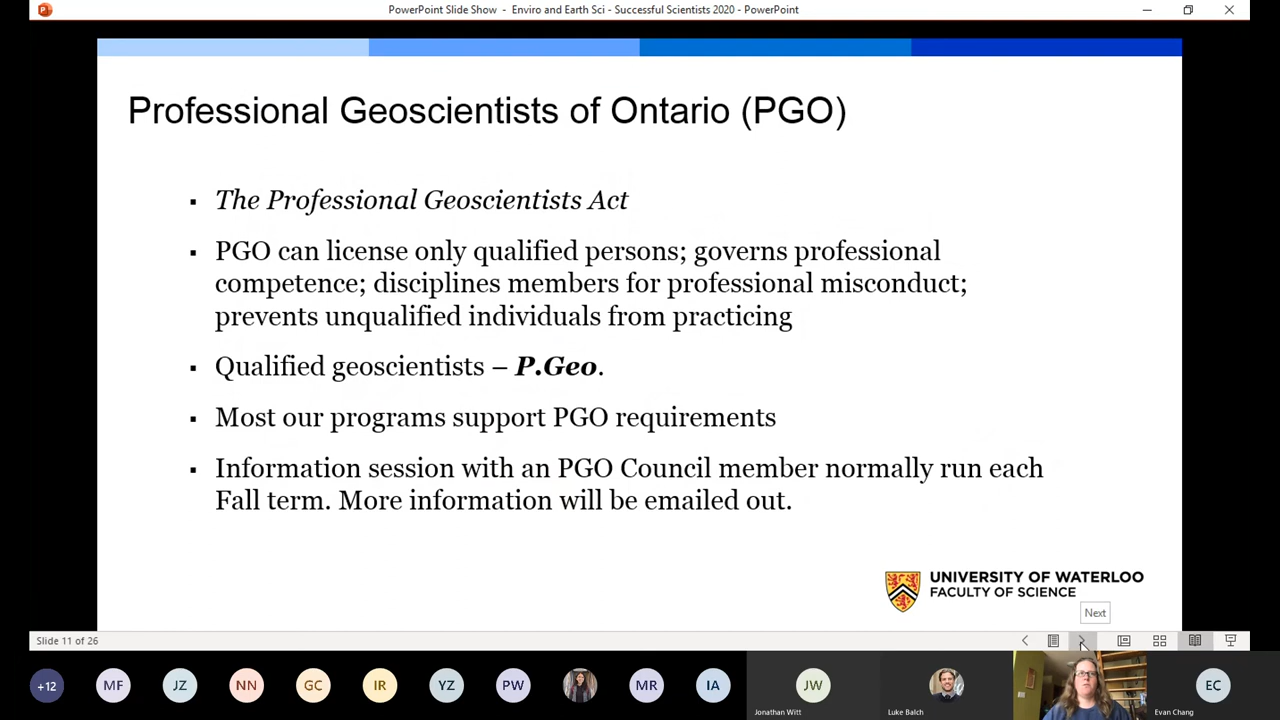 PowerPoint Slide Show - Enviro and Earth Sci - Successful Scientists 2020 - PowerPoint
Professional Geoscientists of Ontario (PGO)
▪ The Professional Geoscientists Act
▪ PGO can license only qualified persons; governs professional
competence; disciplines members for professional misconduct;
prevents unqualified individuals from practicing
▪ Qualified geoscientists – P.Geo.
▪ Most our programs support PGO requirements
▪ Information session with an PGO Council member normally run each
Fall term. More information will be emailed out.
UNIVERSITY OF WATERLOO
FACULTY OF SCIENCE
Next
Slide 11 of 26
+12 MF JZ NN GC IR YZ PW MR IA JW EC
Jonathan Witt Luke Balch Evan Chang